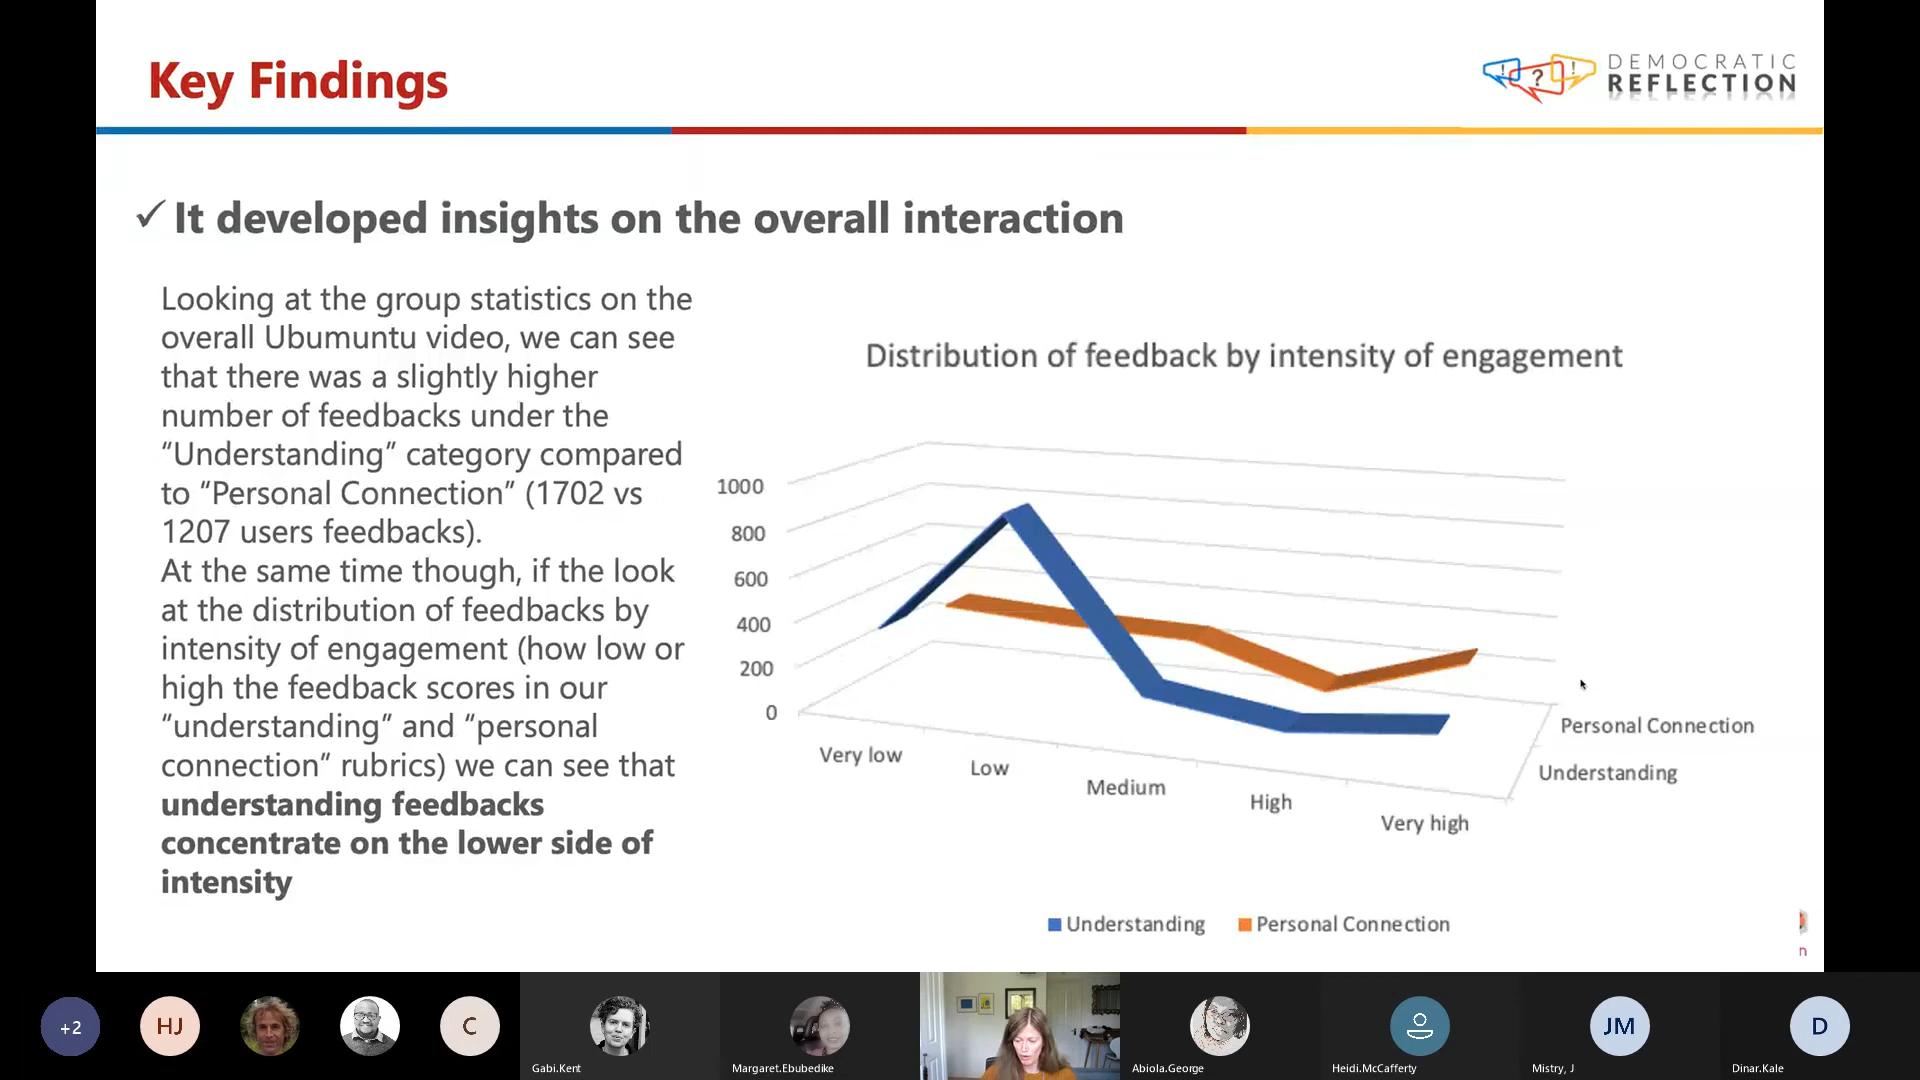 Key Findings
DEMOCRATIC
REFLECTION
! ? !
✓ It developed insights on the overall interaction
Looking at the group statistics on the
overall Ubumuntu video, we can see
that there was a slightly higher
number of feedbacks under the
“Understanding” category compared
to “Personal Connection” (1702 vs
1207 users feedbacks).
At the same time though, if the look
at the distribution of feedbacks by
intensity of engagement (how low or
high the feedback scores in our
“understanding” and “personal
connection” rubrics) we can see that
understanding feedbacks
concentrate on the lower side of
intensity
Distribution of feedback by intensity of engagement
1000
800
600
400
200
0
Very low
Low
Medium
High
Very high
Personal Connection
Understanding
Understanding
Personal Connection
n
+2
HJ
C
Gabi.Kent
Margaret.Ebubedike
Abiola.George
Heidi.McCafferty
JM
Mistry, J
D
Dinar.Kale